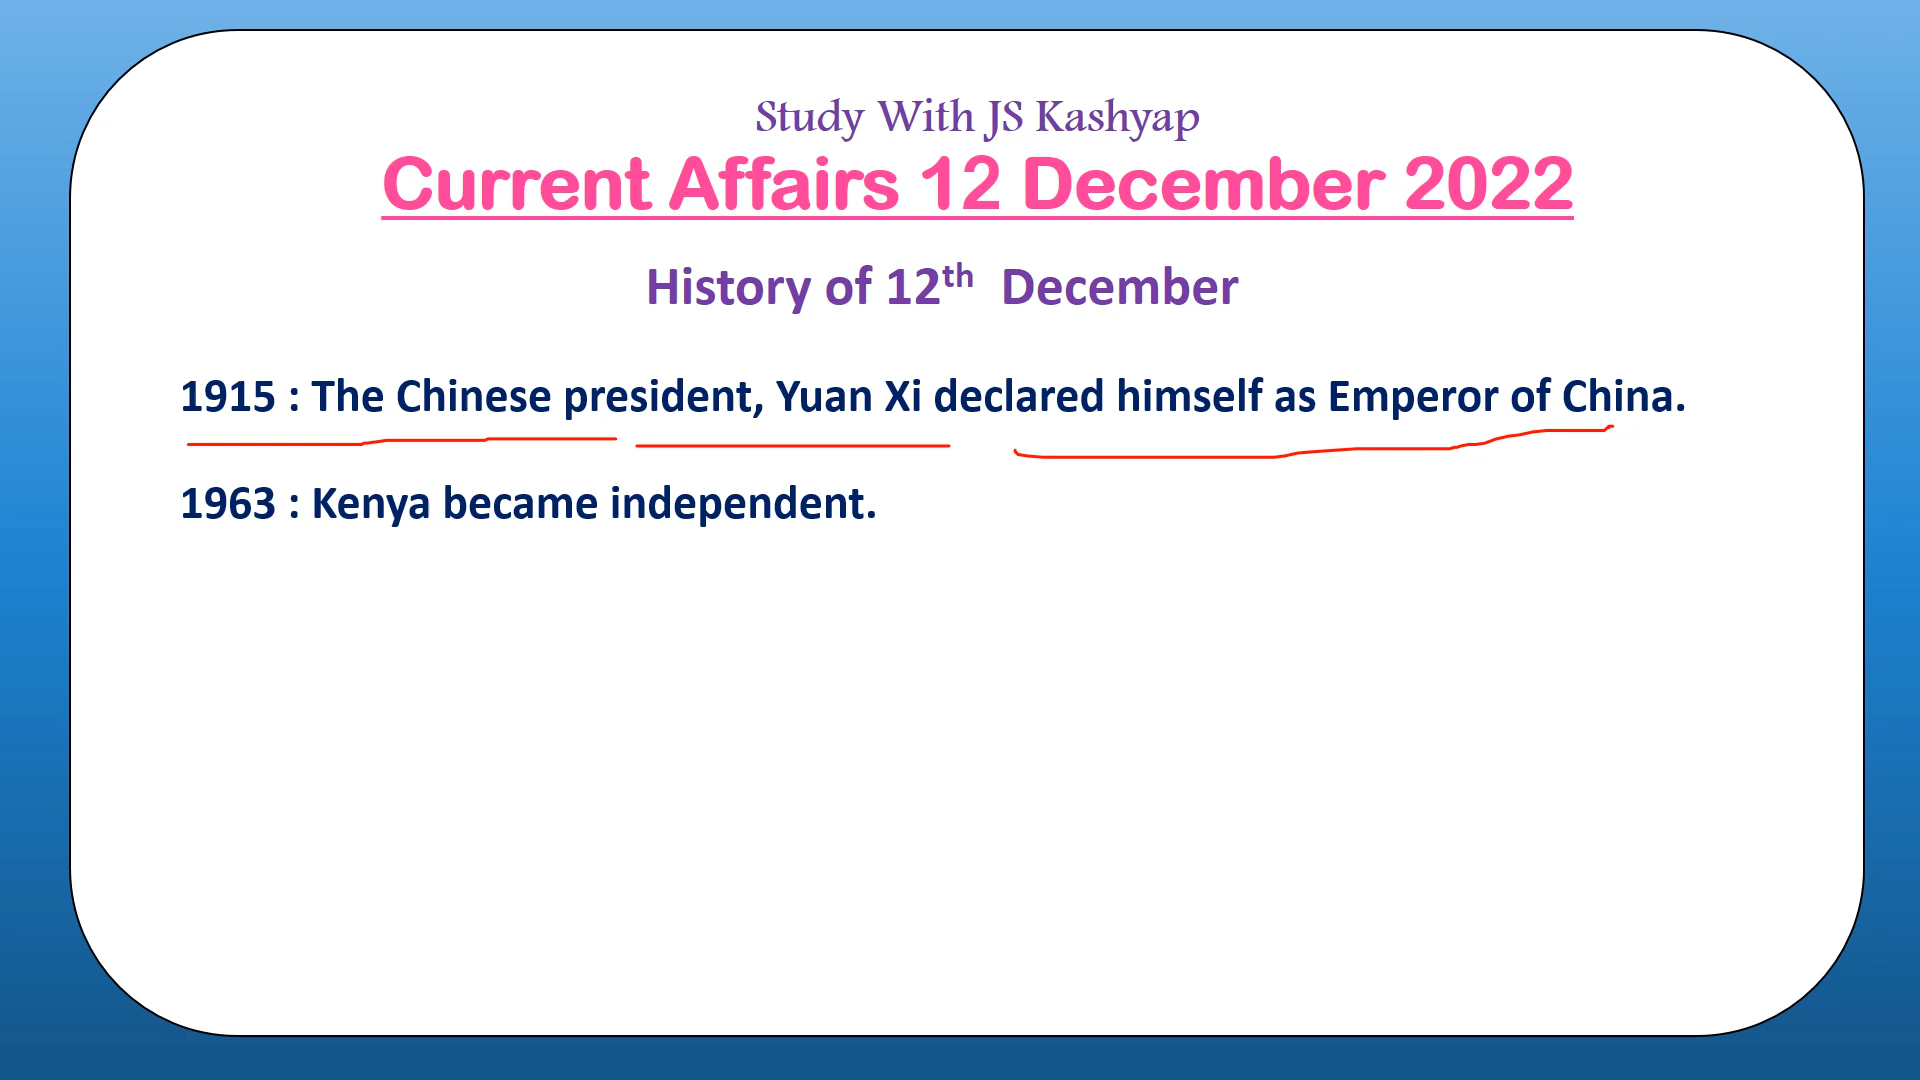 Study With JS Kashyap
Current Affairs 12 December 2022
History of 12th December
1915 : The Chinese president, Yuan Xi declared himself as Emperor of China.
1963 : Kenya became independent.